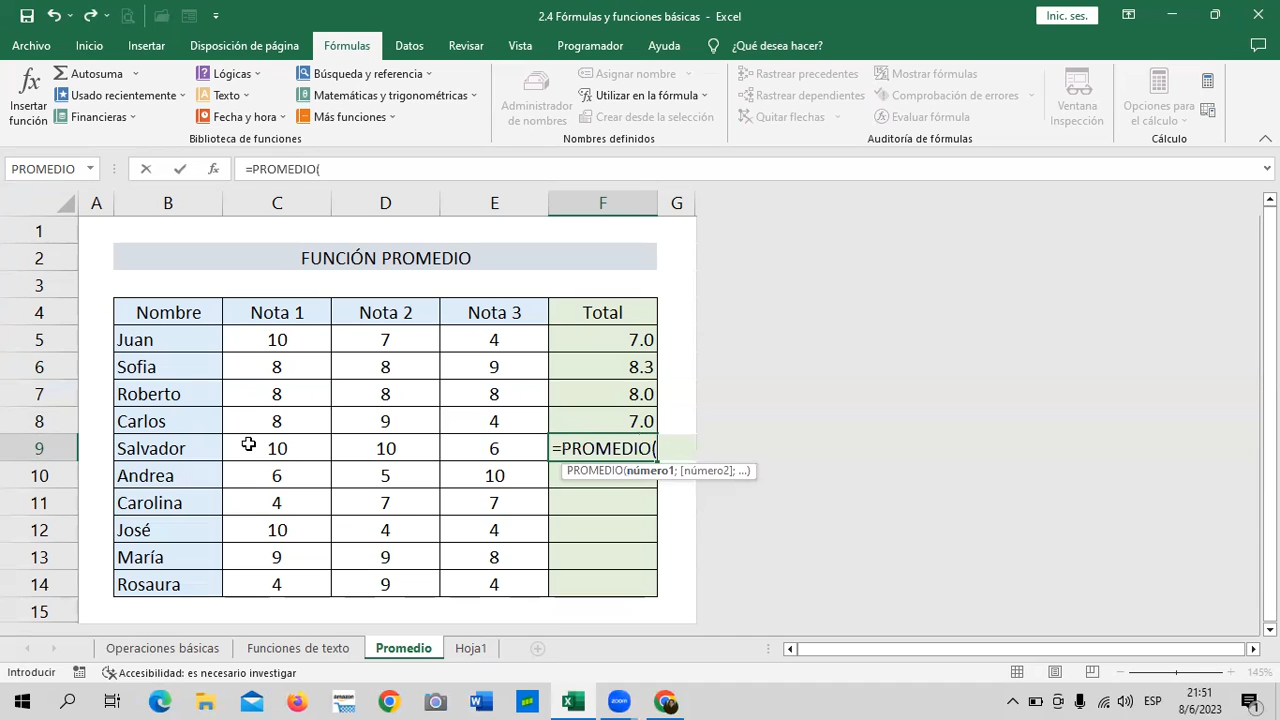 2.4 Fórmulas y funciones básicas - Excel
Inic. ses.
Archivo Inicio Insertar Disposición de página Fórmulas Datos Revisar Vista Programador Ayuda ¿Qué desea hacer?
Insertar función
Autosuma
Usado recientemente
Financieras
Lógicas
Texto
Fecha y hora
Búsqueda y referencia
Matemáticas y trigonométricas
Más funciones
Biblioteca de funciones
Administrador de nombres
Asignar nombre
Utilizar en la fórmula
Crear desde la selección
Nombres definidos
Rastrear precedentes
Rastrear dependientes
Quitar flechas
Mostrar fórmulas
Comprobación de errores
Evaluar fórmula
Auditoría de fórmulas
Ventana Inspección
Opciones para el cálculo
Cálculo
PROMEDIO fx =PROMEDIO(
A B C D E F G
1
2 FUNCIÓN PROMEDIO
3
4 Nombre Nota 1 Nota 2 Nota 3 Total
5 Juan 10 7 4 7.0
6 Sofia 8 8 9 8.3
7 Roberto 8 8 8 8.0
8 Carlos 8 9 4 7.0
9 Salvador 10 10 6 =PROMEDIO(
PROMEDIO(número1; [número2]; ...)
10 Andrea 6 5 10
11 Carolina 4 7 7
12 José 10 4 4
13 María 9 9 8
14 Rosaura 4 9 4
15
Operaciones básicas Funciones de texto Promedio Hoja1
Introducir Accesibilidad: es necesario investigar 145%
ESP 21:51
8/6/2023